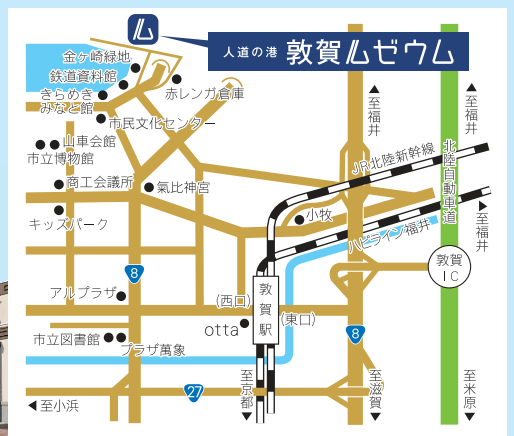 ム
人道の港 敦賀ムゼウム
金ヶ崎緑地
鉄道資料館
きらめき
みなと館
赤レンガ倉庫
市民文化センター
山車会館
市立博物館
商工会議所
氣比神宮
キッズパーク
小牧
JR北陸新幹線
ハピライン福井
▲至福井
▲至福井
▶至福井
北陸自動車道
敦賀
IC
8
アルプラザ
(西口)
敦賀駅
(東口)
otta
市立図書館
プラザ萬象
8
27
◀至小浜
至京都▼
至滋賀▼
至米原▼